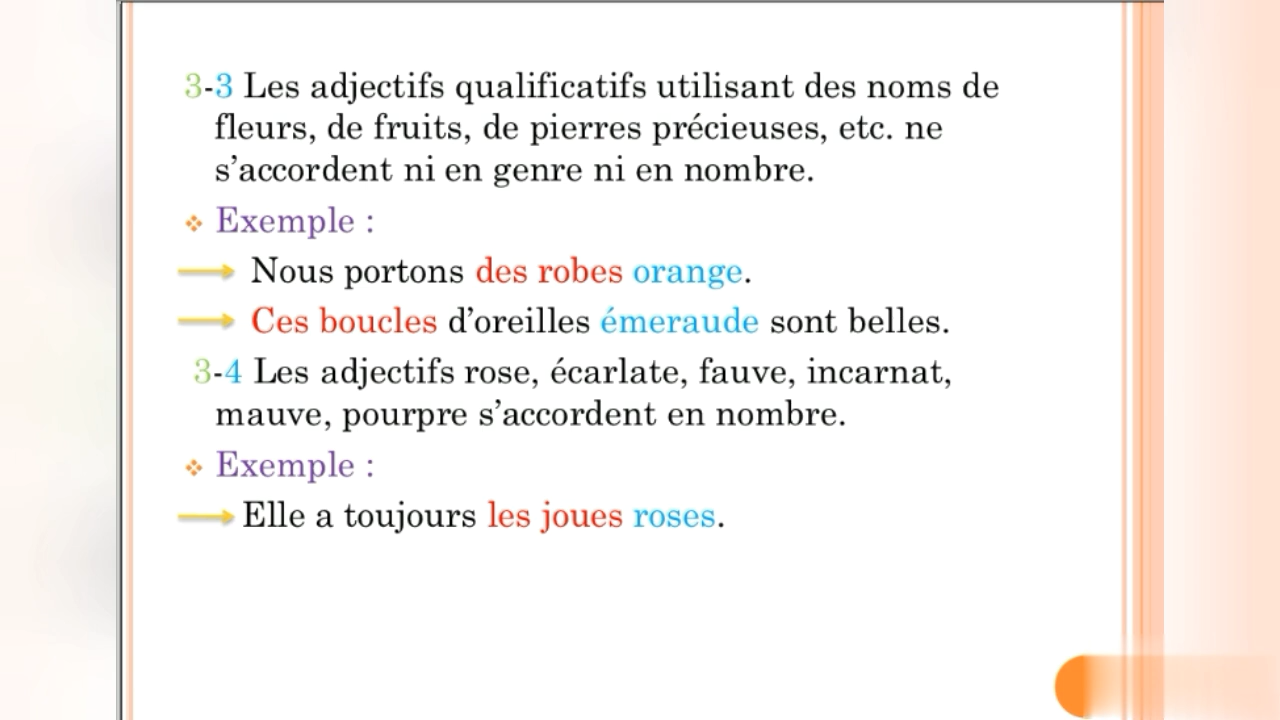 3-3 Les adjectifs qualificatifs utilisant des noms de
fleurs, de fruits, de pierres précieuses, etc. ne
s’accordent ni en genre ni en nombre.
Exemple :
Nous portons des robes orange.
Ces boucles d’oreilles émeraude sont belles.
3-4 Les adjectifs rose, écarlate, fauve, incarnat,
mauve, pourpre s’accordent en nombre.
Exemple :
Elle a toujours les joues roses.